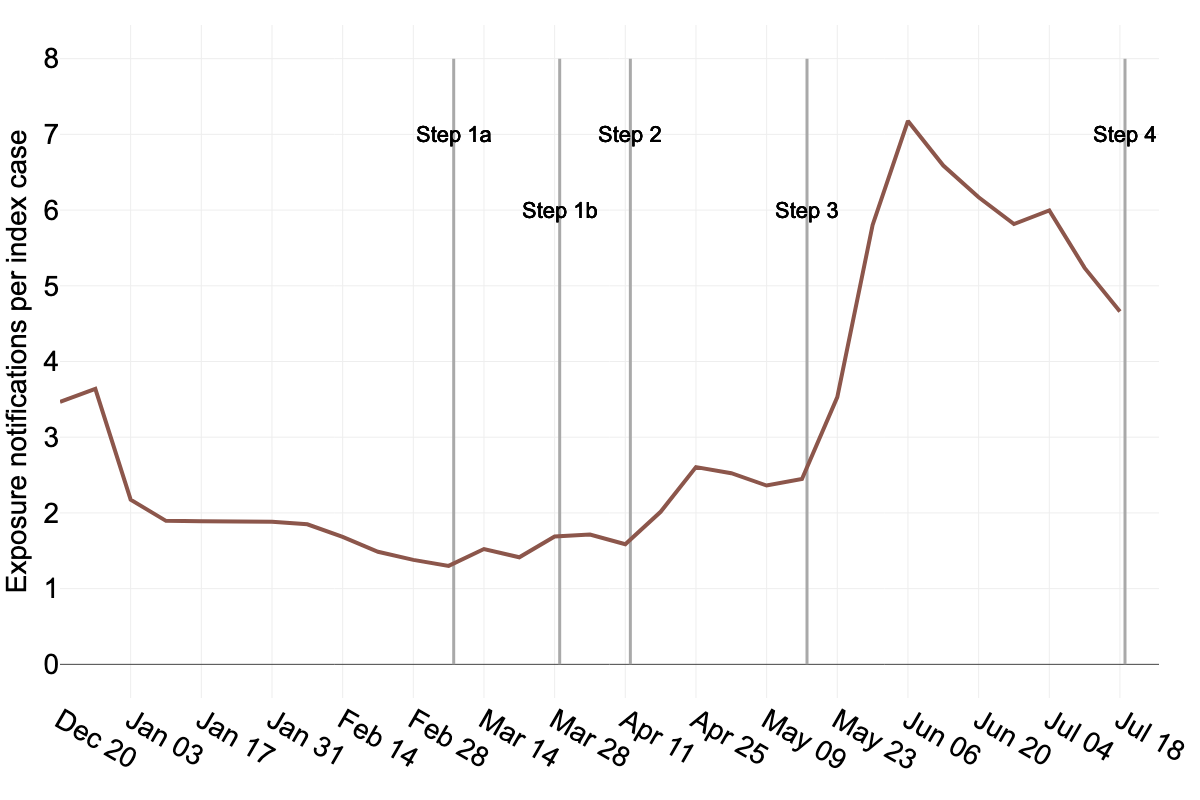 Exposure notifications per index case
8
7
6
5
4
3
2
1
0
Step 1a
Step 2
Step 4
Step 1b
Step 3
Dec 20
Jan 03
Jan 17
Jan 31
Feb 14
Feb 28
Mar 14
Mar 28
Apr 11
Apr 25
May 09
May 23
Jun 06
Jun 20
Jul 04
Jul 18